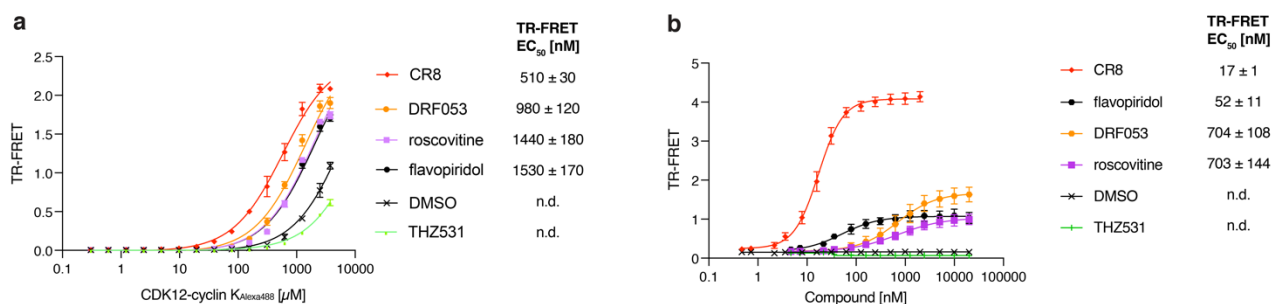 a
TR-FRET
EC50 [nM]
2.5
2.0
1.5
1.0
0.5
0.0
TR-FRET
0.1 1 10 100 1000 10000
CDK12-cyclin KAlexa488 [µM]
CR8 510 ± 30
DRF053 980 ± 120
roscovitine 1440 ± 180
flavopiridol 1530 ± 170
DMSO n.d.
THZ531 n.d.
b
TR-FRET
EC50 [nM]
5
4
3
2
1
0
TR-FRET
0.1 1 10 100 1000 10000 100000
Compound [nM]
CR8 17 ± 1
flavopiridol 52 ± 11
DRF053 704 ± 108
roscovitine 703 ± 144
DMSO n.d.
THZ531 n.d.